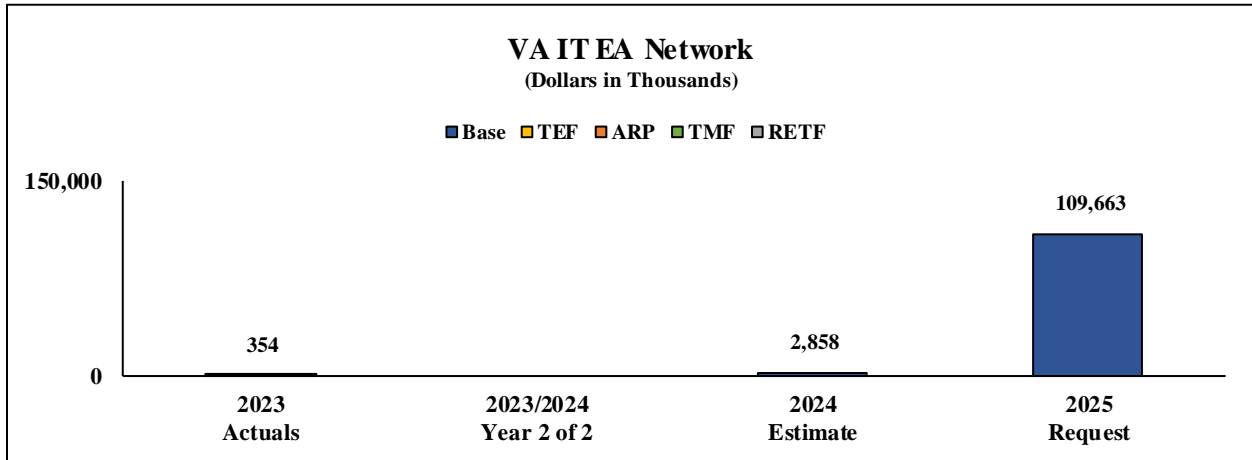 VA IT EA Network
(Dollars in Thousands)
Base TEF ARP TMF RETF
150,000
109,663
354
2,858
0
2023 2023/2024 2024 2025
Actuals Year 2 of 2 Estimate Request